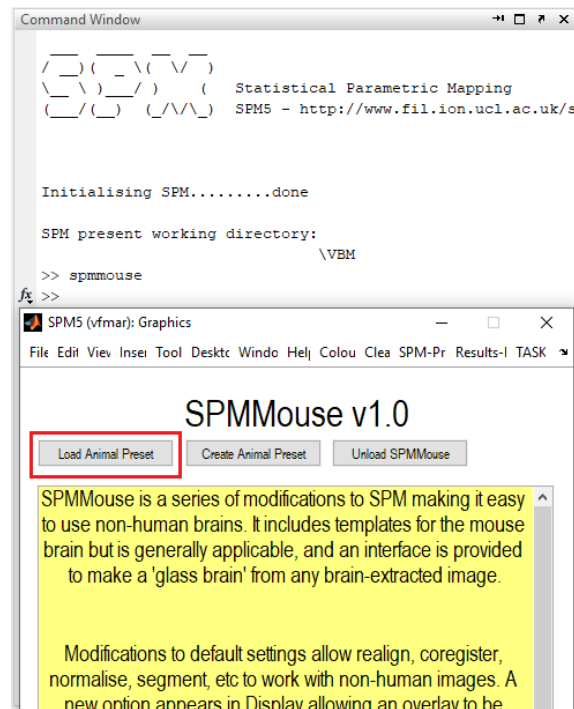 Command Window
___ ____ __ __
/ __)( _ \( \/ )
\__ \ )___/ ) ( Statistical Parametric Mapping
(___/(__) (_/\/\_) SPM5 - http://www.fil.ion.ucl.ac.uk/s
Initialising SPM.........done
SPM present working directory:
\VBM
>> spmmouse
fx >>
SPM5 (vfmar): Graphics
File Edit Viev Inser Tool Desktc Windo Help Colou Clea SPM-Pr Results-I TASK
SPMMouse v1.0
Load Animal Preset Create Animal Preset Unload SPMMouse
SPMMouse is a series of modifications to SPM making it easy
to use non-human brains. It includes templates for the mouse
brain but is generally applicable, and an interface is provided
to make a 'glass brain' from any brain-extracted image.
Modifications to default settings allow realign, coregister,
normalise, segment, etc to work with non-human images. A
new option appears in Display allowing an overlay to be